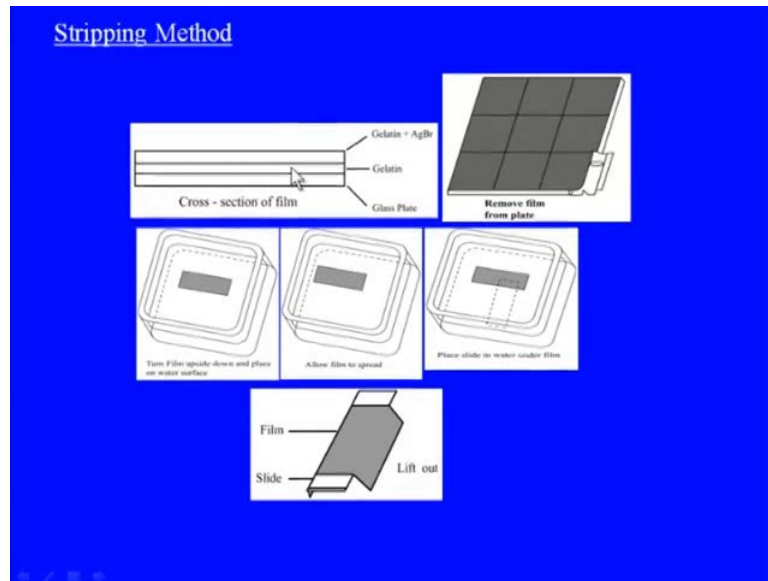 Stripping Method
Gelatin + AgBr
Gelatin
Glass Plate
Cross - section of film
Remove film
from plate
Turn Film upside down and place
on water surface
Allow film to spread
Place slide in water under film
Film
Slide
Lift out